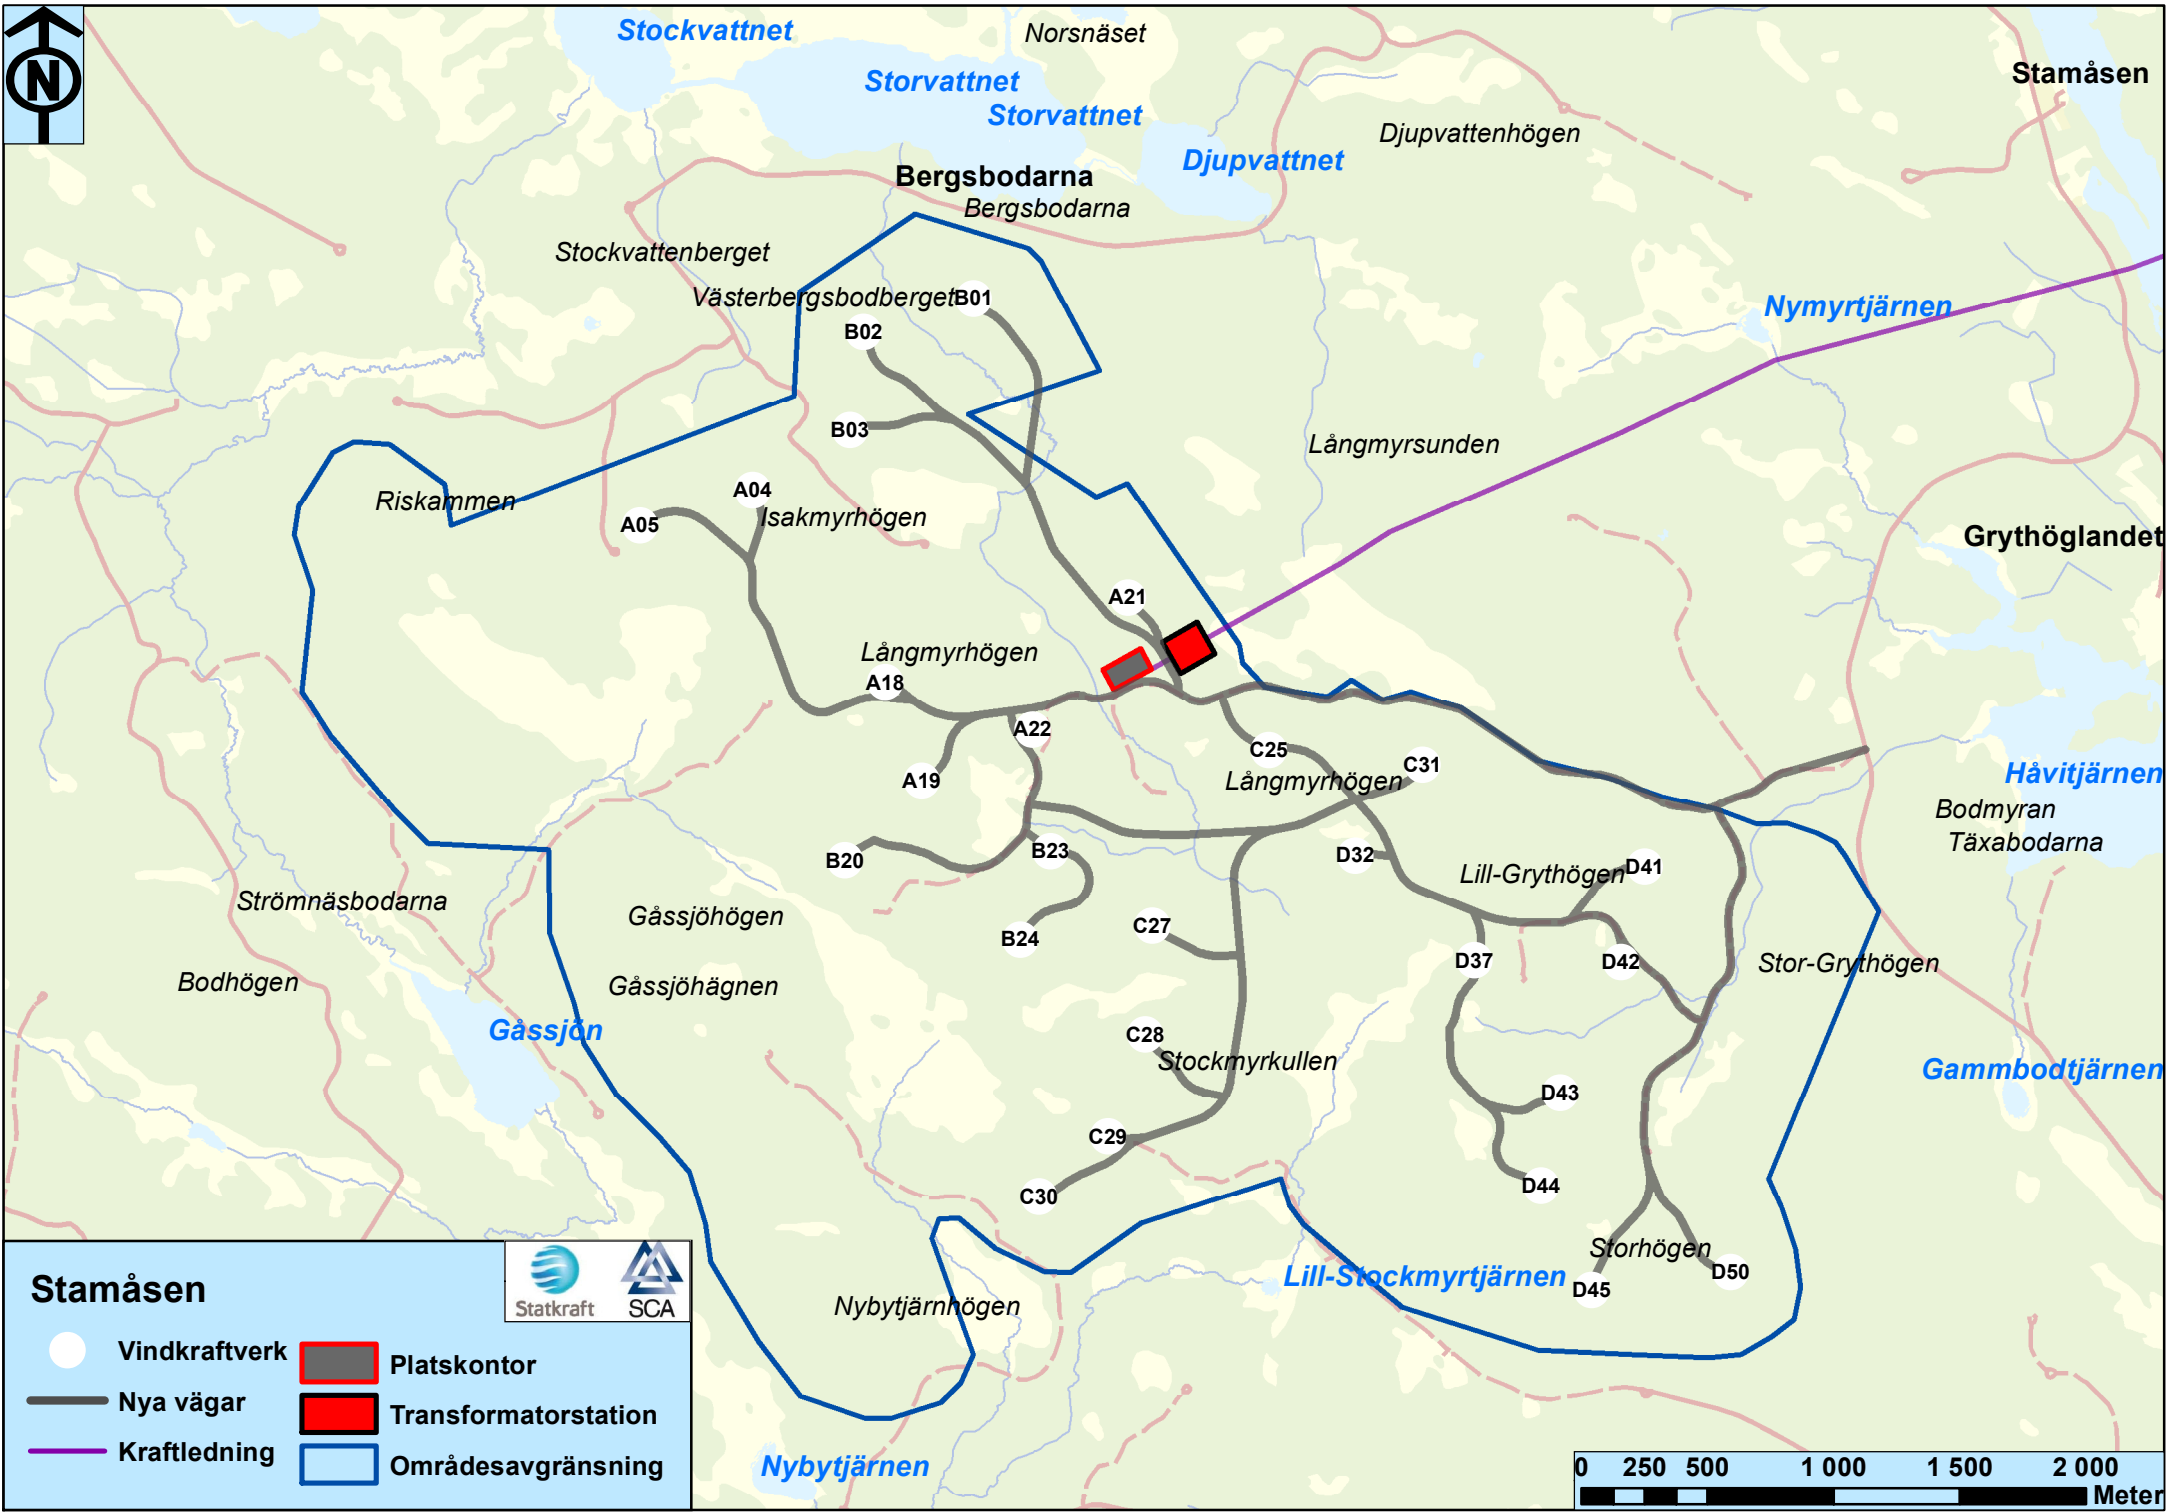 N
Stockvattnet
Norsnäset
Storvattnet
Storvattnet
Stamåsen
Djupvattenhögen
Djupvattnet
Bergsbodarna
Bergsbodarna
Stockvattenberget
Västerbergsbodberget
B01
Nymyrtjärnen
B02
B03
Långmyrsunden
A04
Riskammen
Isakmyrhögen
A05
Grythöglandet
A21
Långmyrhögen
A18
A22
C25
C31
Långmyrhögen
A19
Håvitjärnen
Bodmyran
Täxabodarna
B23
D32
B20
Lill-Grythögen
D41
Strömnäsbodarna
Gåssjöhögen
C27
B24
D37
D42
Stor-Grythögen
Bodhögen
Gåssjöhägnen
Gåssjön
C28
Stockmyrkullen
Gammbodtjärnen
D43
C29
D44
C30
Storhögen
D50
Lill-Stockmyrtjärnen
D45
Nybytjärnhögen
Nybytjärnen
Stamåsen
Statkraft
SCA
Vindkraftverk
Nya vägar
Kraftledning
Platskontor
Transformatorstation
Områdesavgränsning
0 250 500 1 000 1 500 2 000
Meter